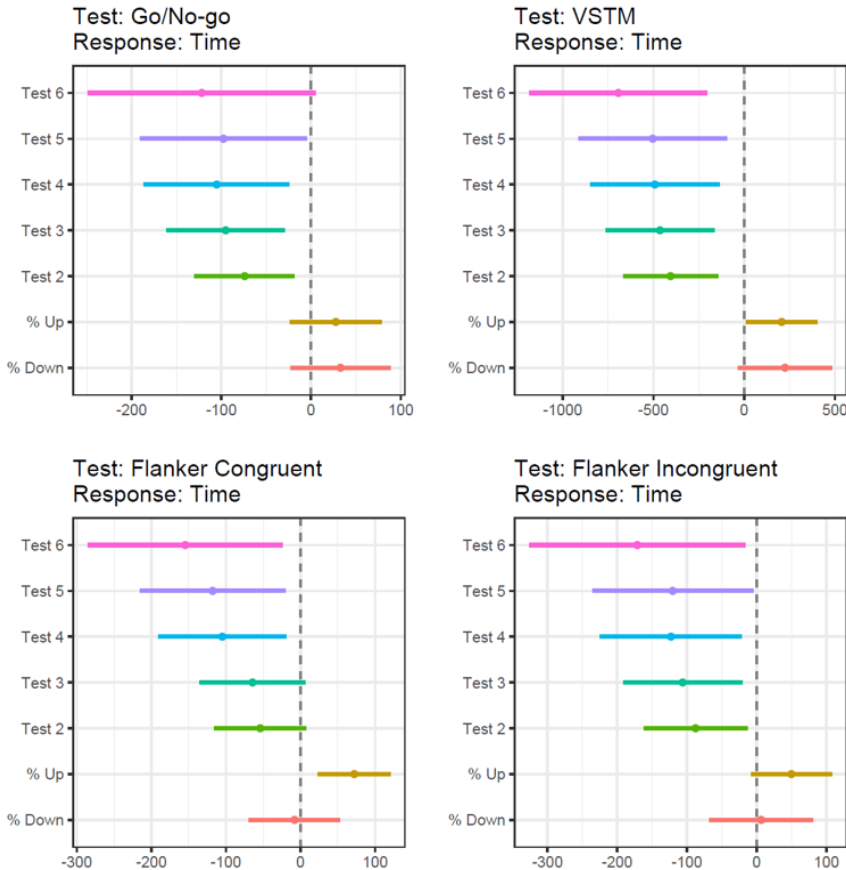 Test: Go/No-go
Response: Time
Test 6
Test 5
Test 4
Test 3
Test 2
% Up
% Down
-200 -100 0 100
Test: VSTM
Response: Time
Test 6
Test 5
Test 4
Test 3
Test 2
% Up
% Down
-1000 -500 0 500
Test: Flanker Congruent
Response: Time
Test 6
Test 5
Test 4
Test 3
Test 2
% Up
% Down
-300 -200 -100 0 100
Test: Flanker Incongruent
Response: Time
Test 6
Test 5
Test 4
Test 3
Test 2
% Up
% Down
-300 -200 -100 0 100